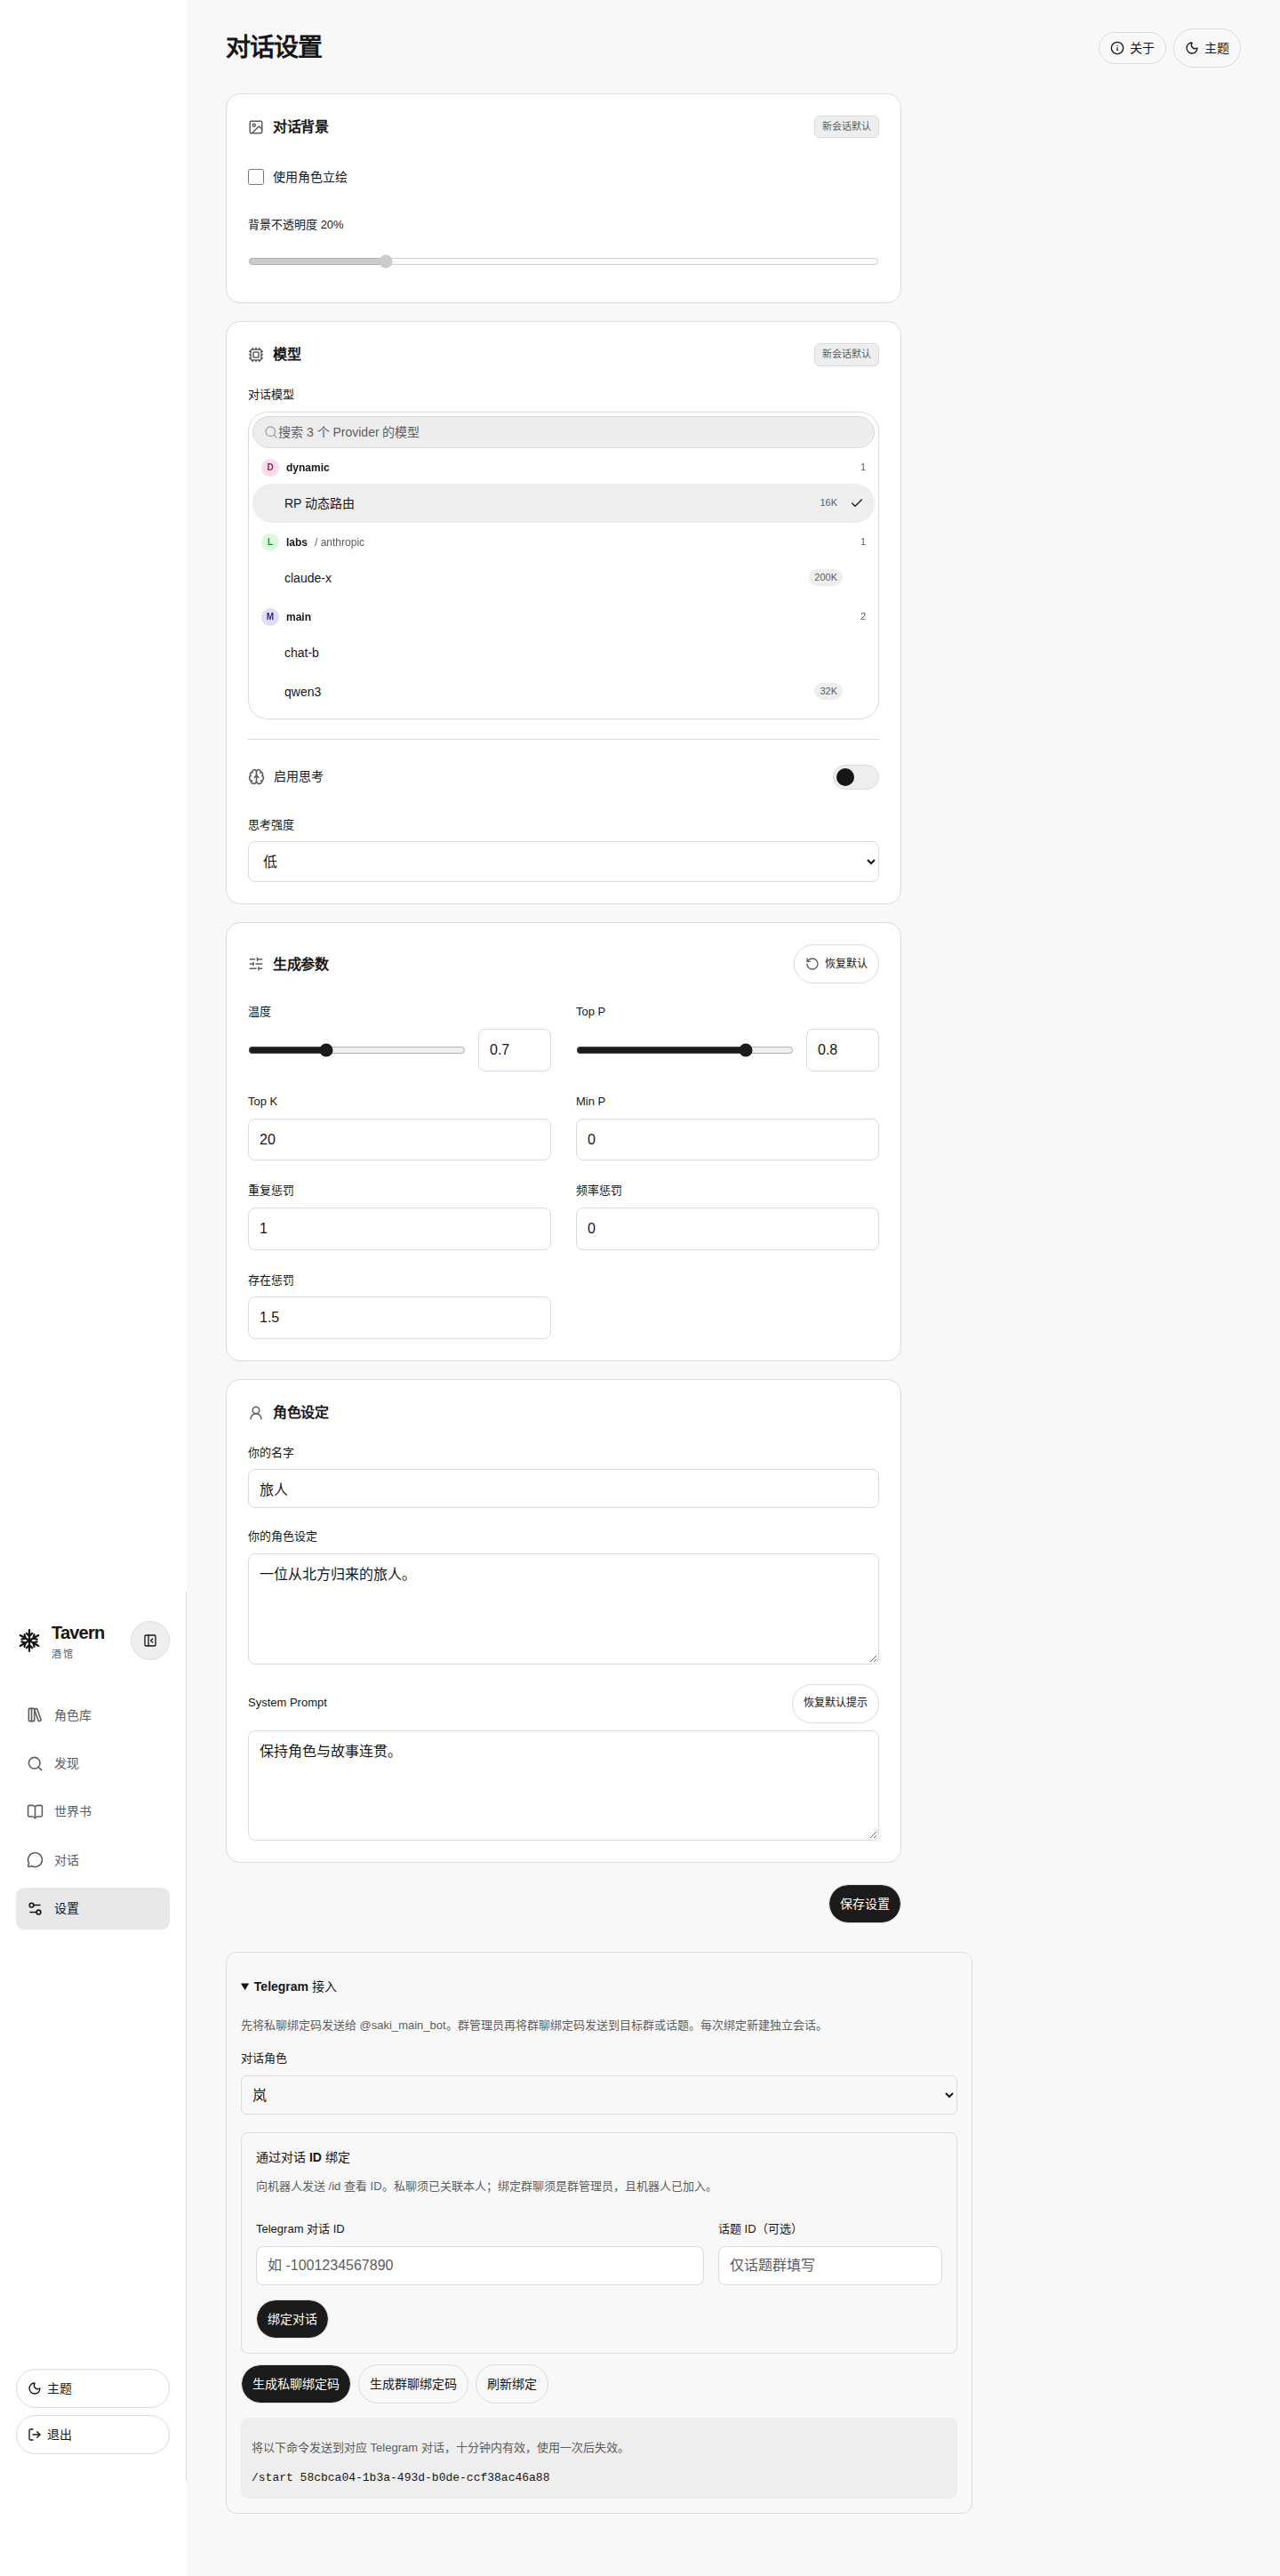 对话设置
关于
主题
对话背景
新会话默认
使用角色立绘
背景不透明度 20%
模型
新会话默认
对话模型
搜索 3 个 Provider 的模型
D dynamic 1
RP 动态路由 16K
L labs / anthropic 1
claude-x 200K
M main 2
chat-b
qwen3 32K
启用思考
思考强度
低
生成参数
恢复默认
温度
0.7
Top P
0.8
Top K
20
Min P
0
重复惩罚
1
频率惩罚
0
存在惩罚
1.5
角色设定
你的名字
旅人
你的角色设定
一位从北方归来的旅人。
System Prompt
恢复默认提示
保持角色与故事连贯。
保存设置
Tavern
酒馆
角色库
发现
世界书
对话
设置
主题
退出
Telegram 接入
先将私聊绑定码发送给 @saki_main_bot。群管理员再将群聊绑定码发送到目标群或话题。每次绑定新建独立会话。
对话角色
岚
通过对话 ID 绑定
向机器人发送 /id 查看 ID。私聊须已关联本人；绑定群聊须是群管理员，且机器人已加入。
Telegram 对话 ID
如 -1001234567890
话题 ID（可选）
仅话题群填写
绑定对话
生成私聊绑定码
生成群聊绑定码
刷新绑定
将以下命令发送到对应 Telegram 对话，十分钟内有效，使用一次后失效。
/start 58cbca04-1b3a-493d-b0de-ccf38ac46a88